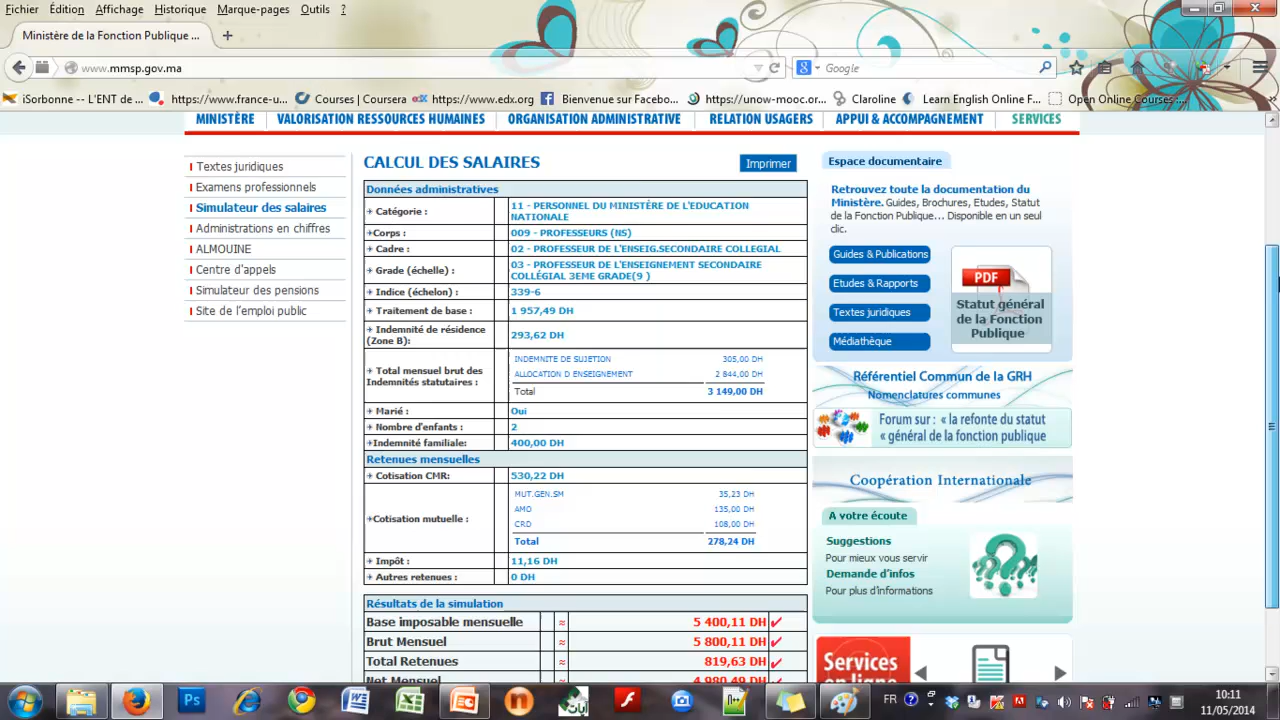 Fichier Édition Affichage Historique Marque-pages Outils ?
Ministère de la Fonction Publique ...
www.mmsp.gov.ma
Google
iSorbonne -- L'ENT de ... https://www.france-u... Courses | Coursera https://www.edx.org Bienvenue sur Facebo... https://unow-mooc.or... Claroline Learn English Online F... Open Online Courses :...
MINISTÈRE VALORISATION RESSOURCES HUMAINES ORGANISATION ADMINISTRATIVE RELATION USAGERS APPUI & ACCOMPAGNEMENT SERVICES
Textes juridiques
Examens professionnels
Simulateur des salaires
Administrations en chiffres
ALMOUINE
Centre d'appels
Simulateur des pensions
Site de l'emploi public
CALCUL DES SALAIRES
Imprimer
Données administratives
Catégorie : 11 - PERSONNEL DU MINISTÈRE DE L'EDUCATION
NATIONALE
Corps : 009 - PROFESSEURS (NS)
Cadre : 02 - PROFESSEUR DE L'ENSEIG.SECONDAIRE COLLEGIAL
Grade (échelle) : 03 - PROFESSEUR DE L'ENSEIGNEMENT SECONDAIRE
COLLÉGIAL 3EME GRADE(9 )
Indice (échelon) : 339-6
Traitement de base : 1 957,49 DH
Indemnité de résidence
(Zone B): 293,62 DH
Total mensuel brut des
Indemnités statutaires :
INDEMNITE DE SUJETION 305,00 DH
ALLOCATION D ENSEIGNEMENT 2 844,00 DH
Total 3 149,00 DH
Marié : Oui
Nombre d'enfants : 2
Indemnité familiale: 400,00 DH
Retenues mensuelles
Cotisation CMR: 530,22 DH
Cotisation mutuelle :
MUT.GEN.SM 35,23 DH
AMO 135,00 DH
CRD 108,00 DH
Total 278,24 DH
Impôt : 11,16 DH
Autres retenues : 0 DH
Résultats de la simulation
Base imposable mensuelle ≈ 5 400,11 DH
Brut Mensuel ≈ 5 800,11 DH
Total Retenues ≈ 819,63 DH
Net Mensuel ≈ 4 980,49 DH
Espace documentaire
Retrouvez toute la documentation du
Ministère. Guides, Brochures, Etudes, Statut
de la Fonction Publique... Disponible en un seul
clic.
Guides & Publications
Etudes & Rapports
Textes juridiques
Médiathèque
PDF
Statut général
de la Fonction
Publique
Référentiel Commun de la GRH
Nomenclatures communes
Forum sur : « la refonte du statut
« général de la fonction publique
Coopération Internationale
A votre écoute
Suggestions
Pour mieux vous servir
Demande d'infos
Pour plus d'informations
Services
en ligne
FR
10:11
11/05/2014